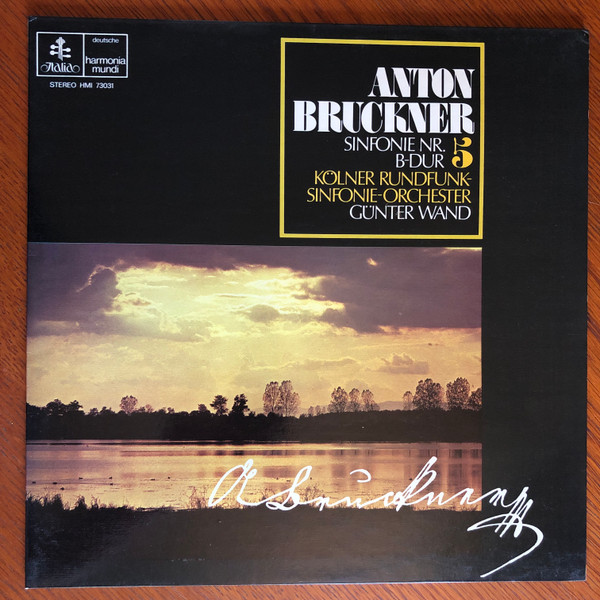 Italia
deutsche
harmonia
mundi
STEREO HMI 73031
ANTON
BRUCKNER
SINFONIE NR. 5
B-DUR
KÖLNER RUNDFUNK-
SINFONIE-ORCHESTER
GÜNTER WAND
A Bruckner